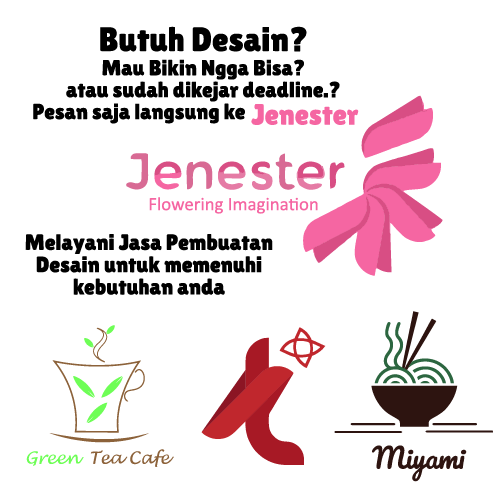 Butuh Desain?
Mau Bikin Ngga Bisa?
atau sudah dikejar deadline.?
Pesan saja langsung ke Jenester
Jenester
Flowering Imagination
Melayani Jasa Pembuatan
Desain untuk memenuhi
kebutuhan anda
Green Tea Cafe
Miyami